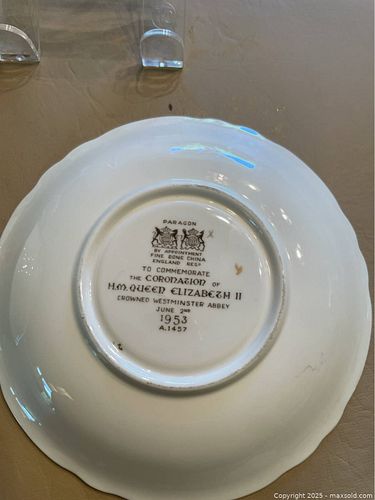 PARAGON
BY APPOINTMENT
FINE BONE CHINA
ENGLAND REGD
TO COMMEMORATE
THE CORONATION OF
H.M. QUEEN ELIZABETH II
CROWNED WESTMINSTER ABBEY
JUNE 2ND
1953
A.1457
Copyright © 2025 - maxsold.com